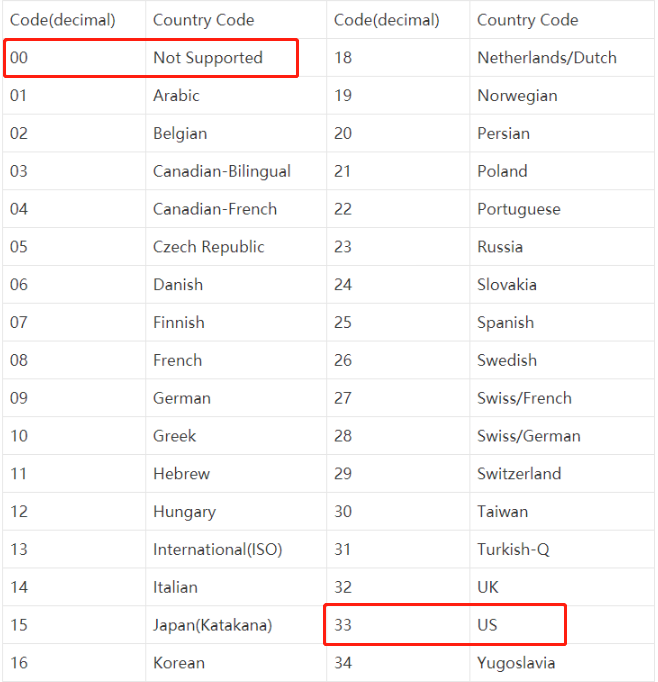 Code(decimal) Country Code Code(decimal) Country Code
00 Not Supported 18 Netherlands/Dutch
01 Arabic 19 Norwegian
02 Belgian 20 Persian
03 Canadian-Bilingual 21 Poland
04 Canadian-French 22 Portuguese
05 Czech Republic 23 Russia
06 Danish 24 Slovakia
07 Finnish 25 Spanish
08 French 26 Swedish
09 German 27 Swiss/French
10 Greek 28 Swiss/German
11 Hebrew 29 Switzerland
12 Hungary 30 Taiwan
13 International(ISO) 31 Turkish-Q
14 Italian 32 UK
15 Japan(Katakana) 33 US
16 Korean 34 Yugoslavia